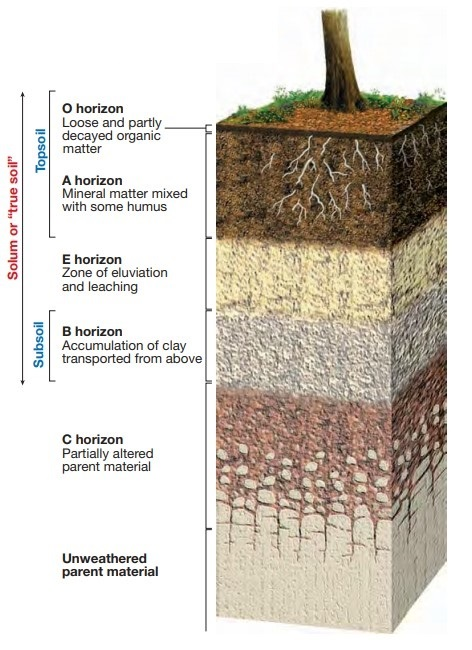 Solum or “true soil”
Topsoil
O horizon
Loose and partly
decayed organic
matter
A horizon
Mineral matter mixed
with some humus
E horizon
Zone of eluviation
and leaching
Subsoil
B horizon
Accumulation of clay
transported from above
C horizon
Partially altered
parent material
Unweathered
parent material